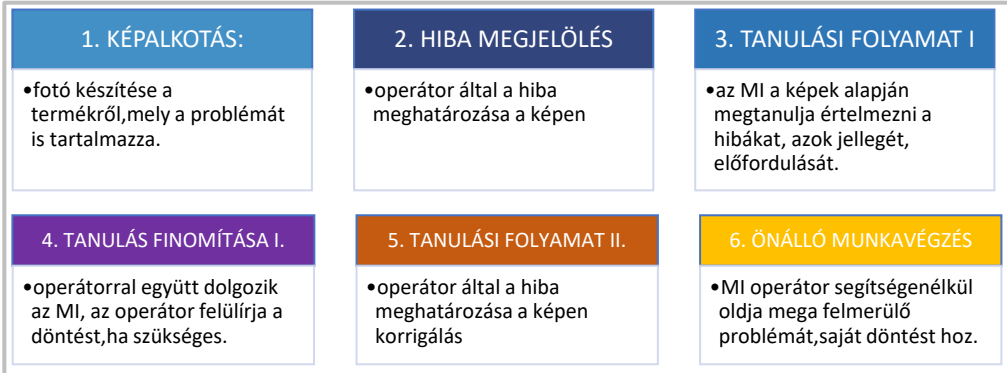 1. KÉPALKOTÁS:
•fotó készítése a
termékről,mely a problémát
is tartalmazza.
2. HIBA MEGJELÖLÉS
•operátor által a hiba
meghatározása a képen
3. TANULÁSI FOLYAMAT I
•az MI a képek alapján
megtanulja értelmezni a
hibákat, azok jellegét,
előfordulását.
4. TANULÁS FINOMÍTÁSA I.
•operátorral együtt dolgozik
az MI, az operátor felülírja a
döntést,ha szükséges.
5. TANULÁSI FOLYAMAT II.
•operátor által a hiba
meghatározása a képen
korrigálás
6. ÖNÁLLÓ MUNKAVÉGZÉS
•MI operátor segítségenélkül
oldja mega felmerülő
problémát,saját döntést hoz.